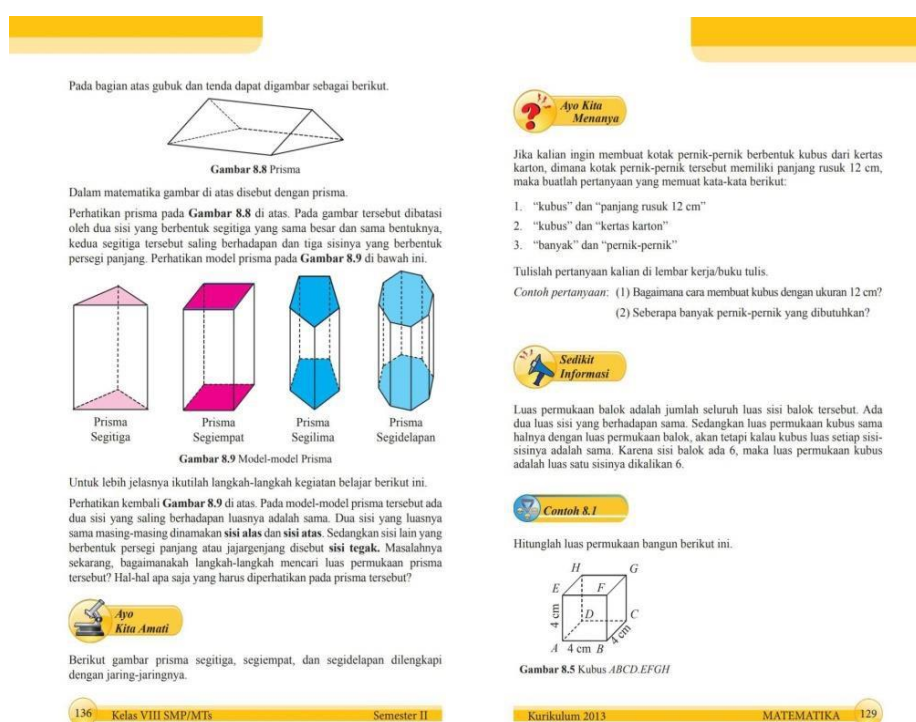 Pada bagian atas gubuk dan tenda dapat digambar sebagai berikut.
Gambar 8.8 Prisma
Dalam matematika gambar di atas disebut dengan prisma.
Perhatikan prisma pada Gambar 8.8 di atas. Pada gambar tersebut dibatasi
oleh dua sisi yang berbentuk segitiga yang sama besar dan sama bentuknya,
kedua segitiga tersebut saling berhadapan dan tiga sisinya yang berbentuk
persegi panjang. Perhatikan model prisma pada Gambar 8.9 di bawah ini.
Prisma
Segitiga
Prisma
Segiempat
Prisma
Segilima
Prisma
Segidelapan
Gambar 8.9 Model-model Prisma
Untuk lebih jelasnya ikutilah langkah-langkah kegiatan belajar berikut ini.
Perhatikan kembali Gambar 8.9 di atas. Pada model-model prisma tersebut ada
dua sisi yang saling berhadapan luasnya adalah sama. Dua sisi yang luasnya
sama masing-masing dinamakan sisi alas dan sisi atas. Sedangkan sisi lain yang
berbentuk persegi panjang atau jajargenjang disebut sisi tegak. Masalahnya
sekarang, bagaimanakah langkah-langkah mencari luas permukaan prisma
tersebut? Hal-hal apa saja yang harus diperhatikan pada prisma tersebut?
Ayo
Kita Amati
Berikut gambar prisma segitiga, segiempat, dan segidelapan dilengkapi
dengan jaring-jaringnya.
136 Kelas VIII SMP/MTs Semester II
Ayo Kita
Menanya
Jika kalian ingin membuat kotak pernik-pernik berbentuk kubus dari kertas
karton, dimana kotak pernik-pernik tersebut memiliki panjang rusuk 12 cm,
maka buatlah pertanyaan yang memuat kata-kata berikut:
1. “kubus” dan “panjang rusuk 12 cm”
2. “kubus” dan “kertas karton”
3. “banyak” dan “pernik-pernik”
Tulislah pertanyaan kalian di lembar kerja/buku tulis.
Contoh pertanyaan: (1) Bagaimana cara membuat kubus dengan ukuran 12 cm?
(2) Seberapa banyak pernik-pernik yang dibutuhkan?
Sedikit
Informasi
Luas permukaan balok adalah jumlah seluruh luas sisi balok tersebut. Ada
dua luas sisi yang berhadapan sama. Sedangkan luas permukaan kubus sama
halnya dengan luas permukaan balok, akan tetapi kalau kubus luas setiap sisi-
sisinya adalah sama. Karena sisi balok ada 6, maka luas permukaan kubus
adalah luas satu sisinya dikalikan 6.
Contoh 8.1
Hitunglah luas permukaan bangun berikut ini.
H G
E F
4 cm D C
4 cm
A 4 cm B
Gambar 8.5 Kubus ABCD.EFGH
Kurikulum 2013 MATEMATIKA 129